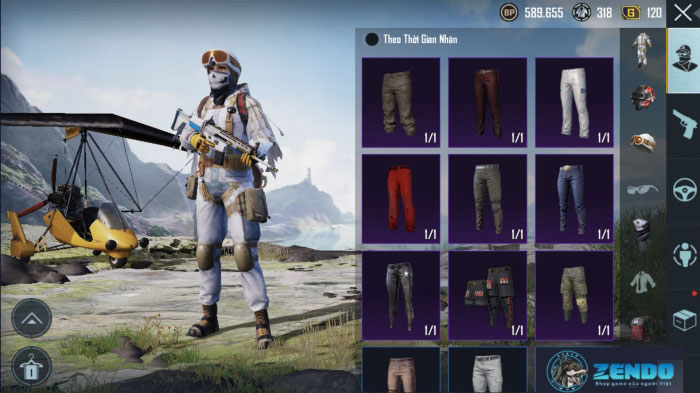 BP 589.655 318 G 120
Theo Thời Gian Nhận
1/1 1/1 1/1
1/1 1/1 1/1
1/1 1/1 1/1
ZENDO
Shop game của người Việt